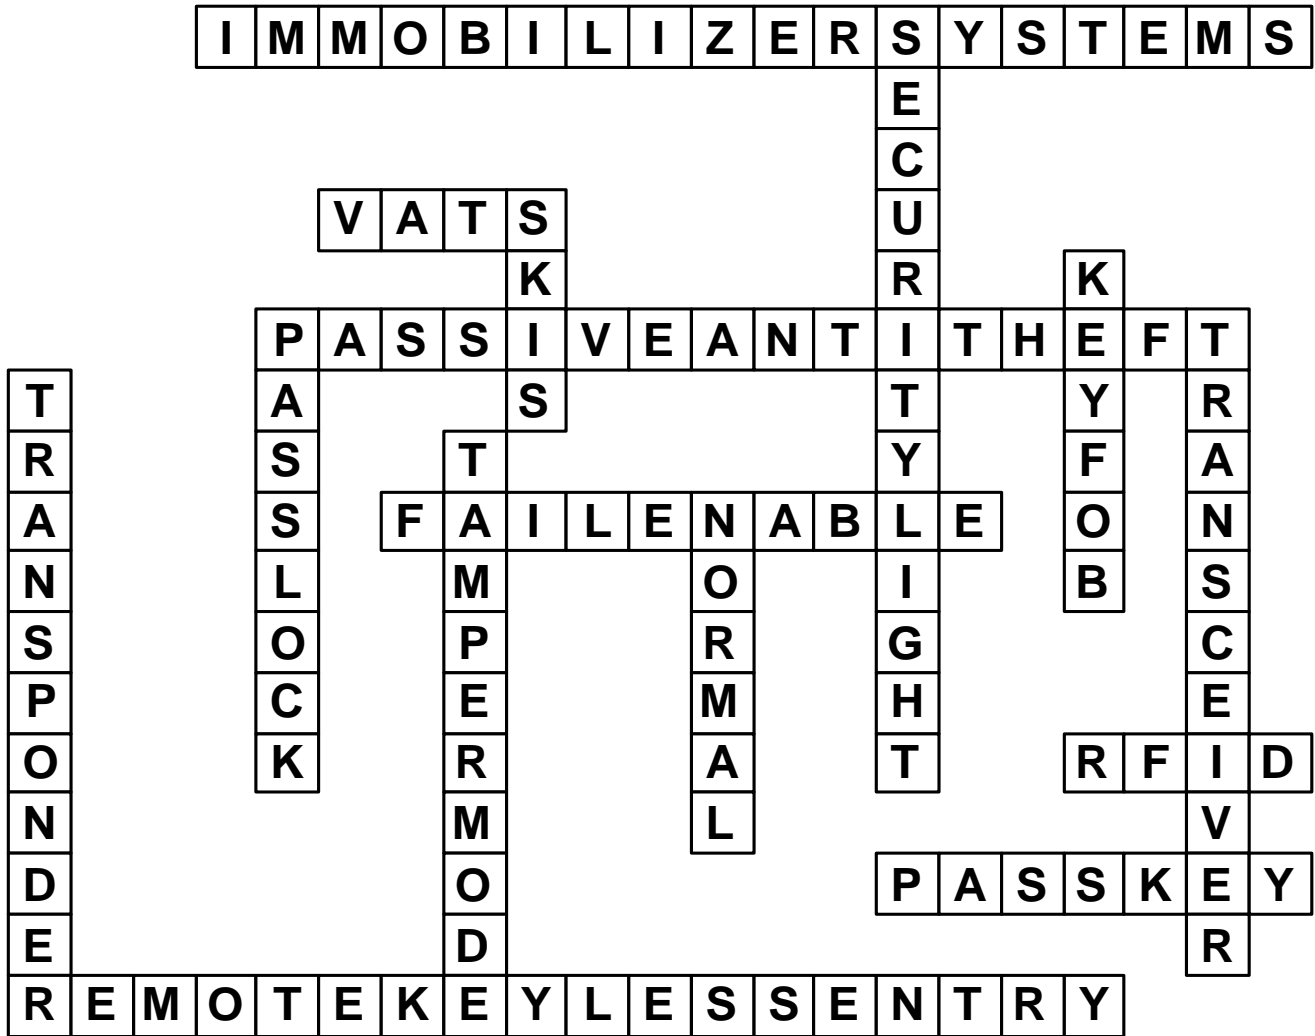 IMMOBILIZERSYSTEMS
SECURITYLIGHT
VATS
SKIS
KEYFOB
PASSIVEANTITHEFT
PASSLOCK
TRANSCEIVER
TRANSPONDER
TAMPERMODE
FAILENABLE
NORMAL
RFID
PASSKEY
REMOTEKEYLESSENTRY